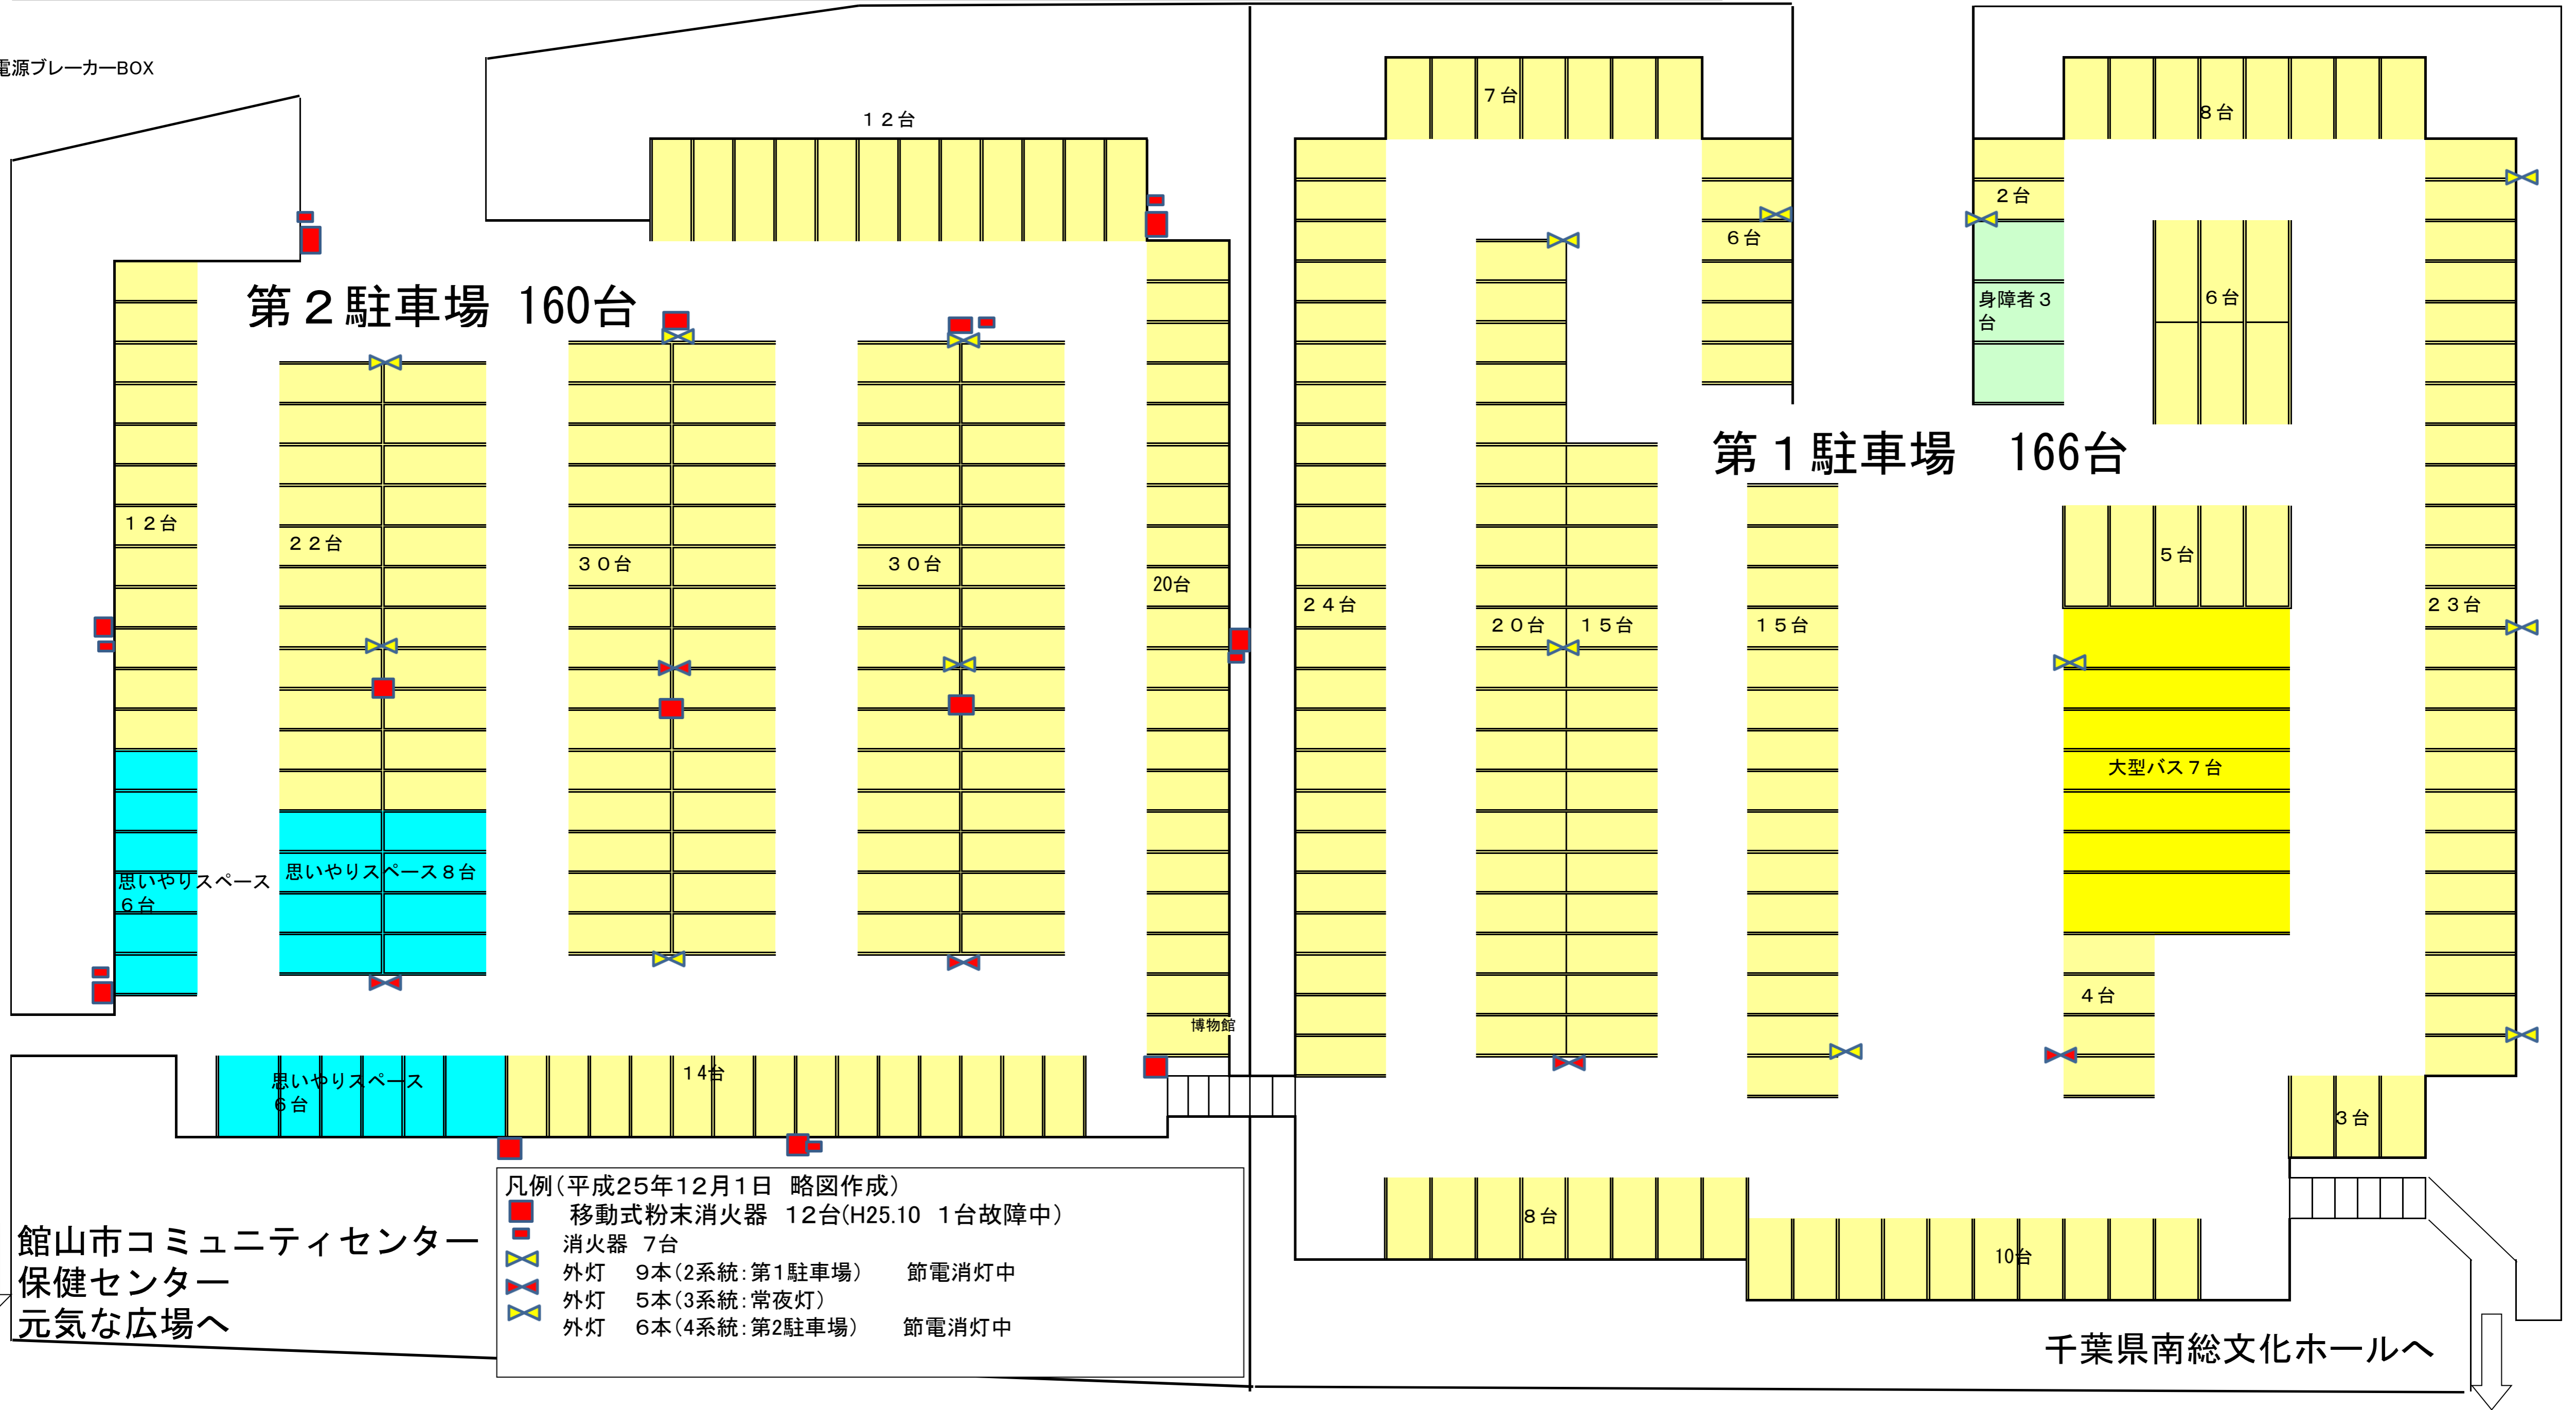 電源ブレーカーBOX
１２台
７台
８台
２台
６台
身障者３
台
６台
第２駐車場 160台
第１駐車場　166台
１２台
２２台
３０台
３０台
20台
２４台
２０台
１５台
１５台
５台
２３台
大型バス７台
思いやりスペース
６台
思いやりスペース８台
４台
博物館
思いやりスペース
６台
14台
３台
８台
10台
凡例(平成25年12月1日　略図作成)
移動式粉末消火器　12台(H25.10　1台故障中)
消火器　7台
外灯　9本(2系統:第1駐車場)　節電消灯中
外灯　5本(3系統:常夜灯)
外灯　6本(4系統:第2駐車場)　節電消灯中
館山市コミュニティセンター
保健センター
元気な広場へ
千葉県南総文化ホールへ